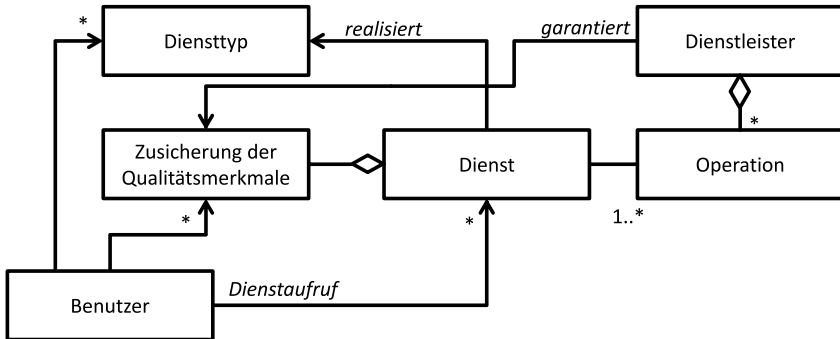 *
Diensttyp
realisiert
garantiert
Dienstleister
*
Zusicherung der
Qualitätsmerkmale
Dienst
Operation
*
*
1..*
Dienstaufruf
Benutzer